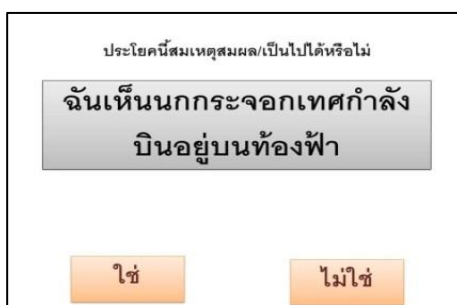 ประโยคนี้สมเหตุสมผล/เป็นไปได้หรือไม่
ฉันเห็นนกกระจอกเทศกำลัง
บินอยู่บนท้องฟ้า
ใช่
ไม่ใช่